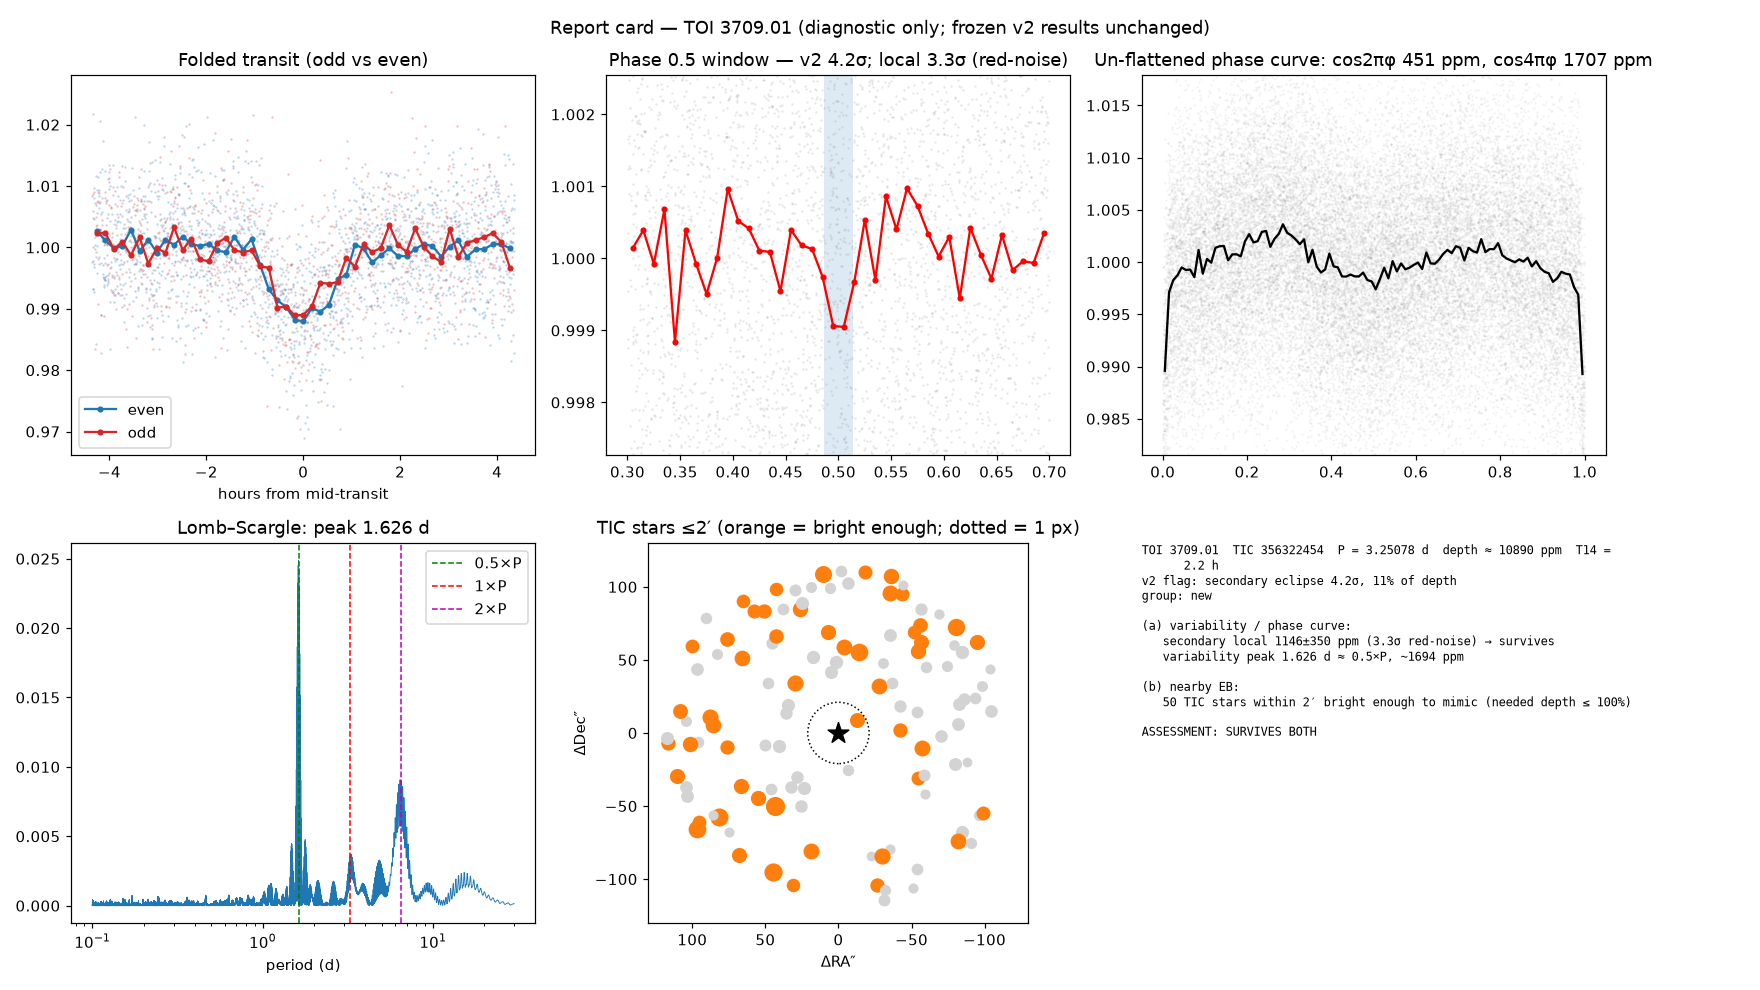 Report card — TOI 3709.01 (diagnostic only; frozen v2 results unchanged)
Folded transit (odd vs even)
1.02
1.01
1.00
0.99
0.98
0.97
even
odd
−4
−2
0
2
4
hours from mid-transit
Phase 0.5 window — v2 4.2σ; local 3.3σ (red-noise)
1.002
1.001
1.000
0.999
0.998
0.30
0.35
0.40
0.45
0.50
0.55
0.60
0.65
0.70
Un-flattened phase curve: cos2πφ 451 ppm, cos4πφ 1707 ppm
1.015
1.010
1.005
1.000
0.995
0.990
0.985
0.0
0.2
0.4
0.6
0.8
1.0
Lomb–Scargle: peak 1.626 d
0.025
0.020
0.015
0.010
0.005
0.000
0.5×P
1×P
2×P
10⁻¹
10⁰
10¹
period (d)
TIC stars ≤2′ (orange = bright enough; dotted = 1 px)
ΔDec″
100
50
0
−50
−100
100
50
0
−50
−100
ΔRA″
TOI 3709.01  TIC 356322454  P = 3.25078 d  depth ≈ 10890 ppm  T14 =
2.2 h
v2 flag: secondary eclipse 4.2σ, 11% of depth
group: new
(a) variability / phase curve:
secondary local 1146±350 ppm (3.3σ red-noise) → survives
variability peak 1.626 d ≈ 0.5×P, ~1694 ppm
(b) nearby EB:
50 TIC stars within 2′ bright enough to mimic (needed depth ≤ 100%)
ASSESSMENT: SURVIVES BOTH